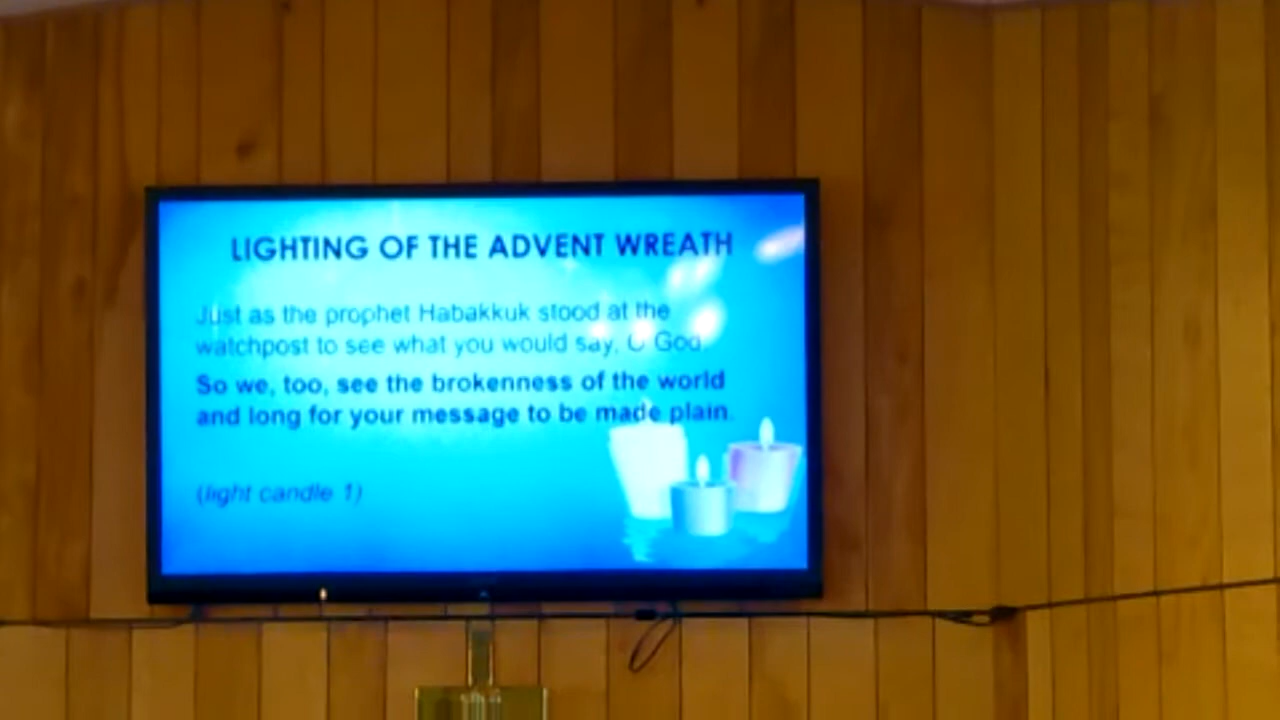 LIGHTING OF THE ADVENT WREATH
Just as the prophet Habakkuk stood at the
watchpost to see what you would say, O God.
So we, too, see the brokenness of the world
and long for your message to be made plain.
(light candle 1)